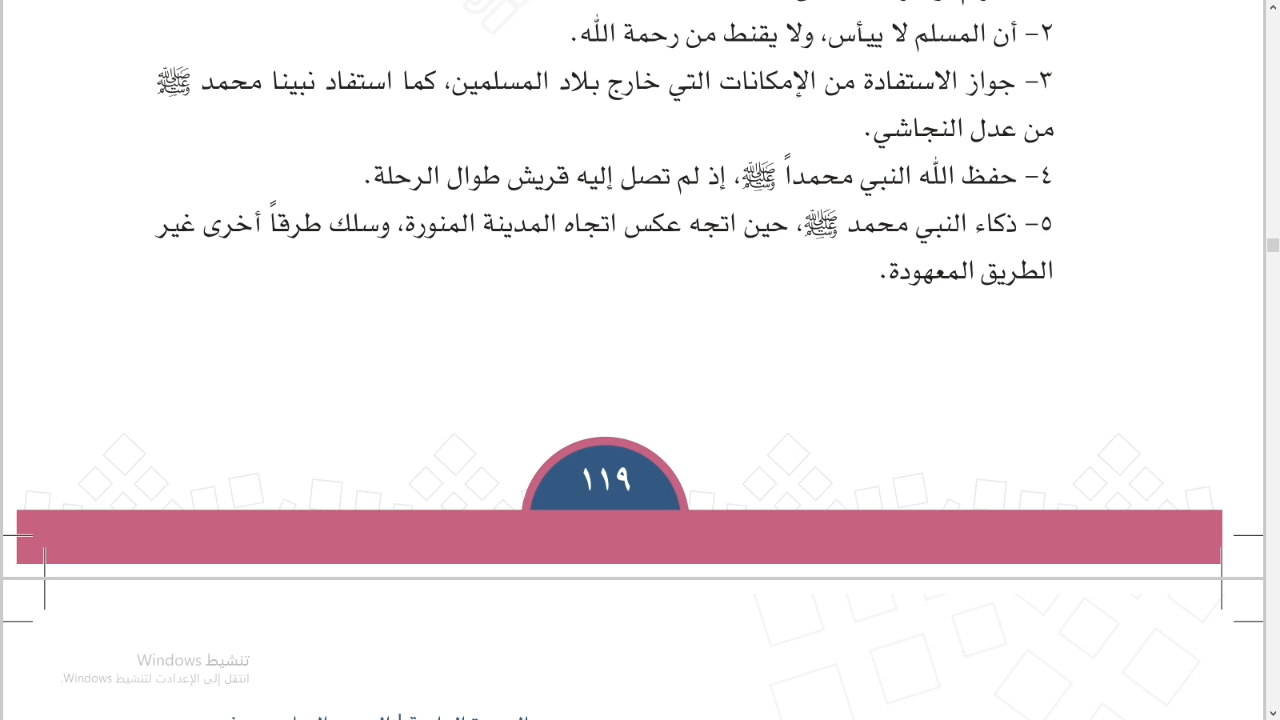 ٢- أن المسلم لا ييأس، ولا يقنط من رحمة الله.
٣- جواز الاستفادة من الإمكانات التي خارج بلاد المسلمين، كما استفاد نبينا محمد ﷺ
من عدل النجاشي.
٤- حفظ الله النبي محمداً ﷺ، إذ لم تصل إليه قريش طوال الرحلة.
٥- ذكاء النبي محمد ﷺ، حين اتجه عكس اتجاه المدينة المنورة، وسلك طرقاً أخرى غير
الطريق المعهودة.
١١٩
تنشيط Windows
انتقل إلى الإعدادت لتنشيط Windows.